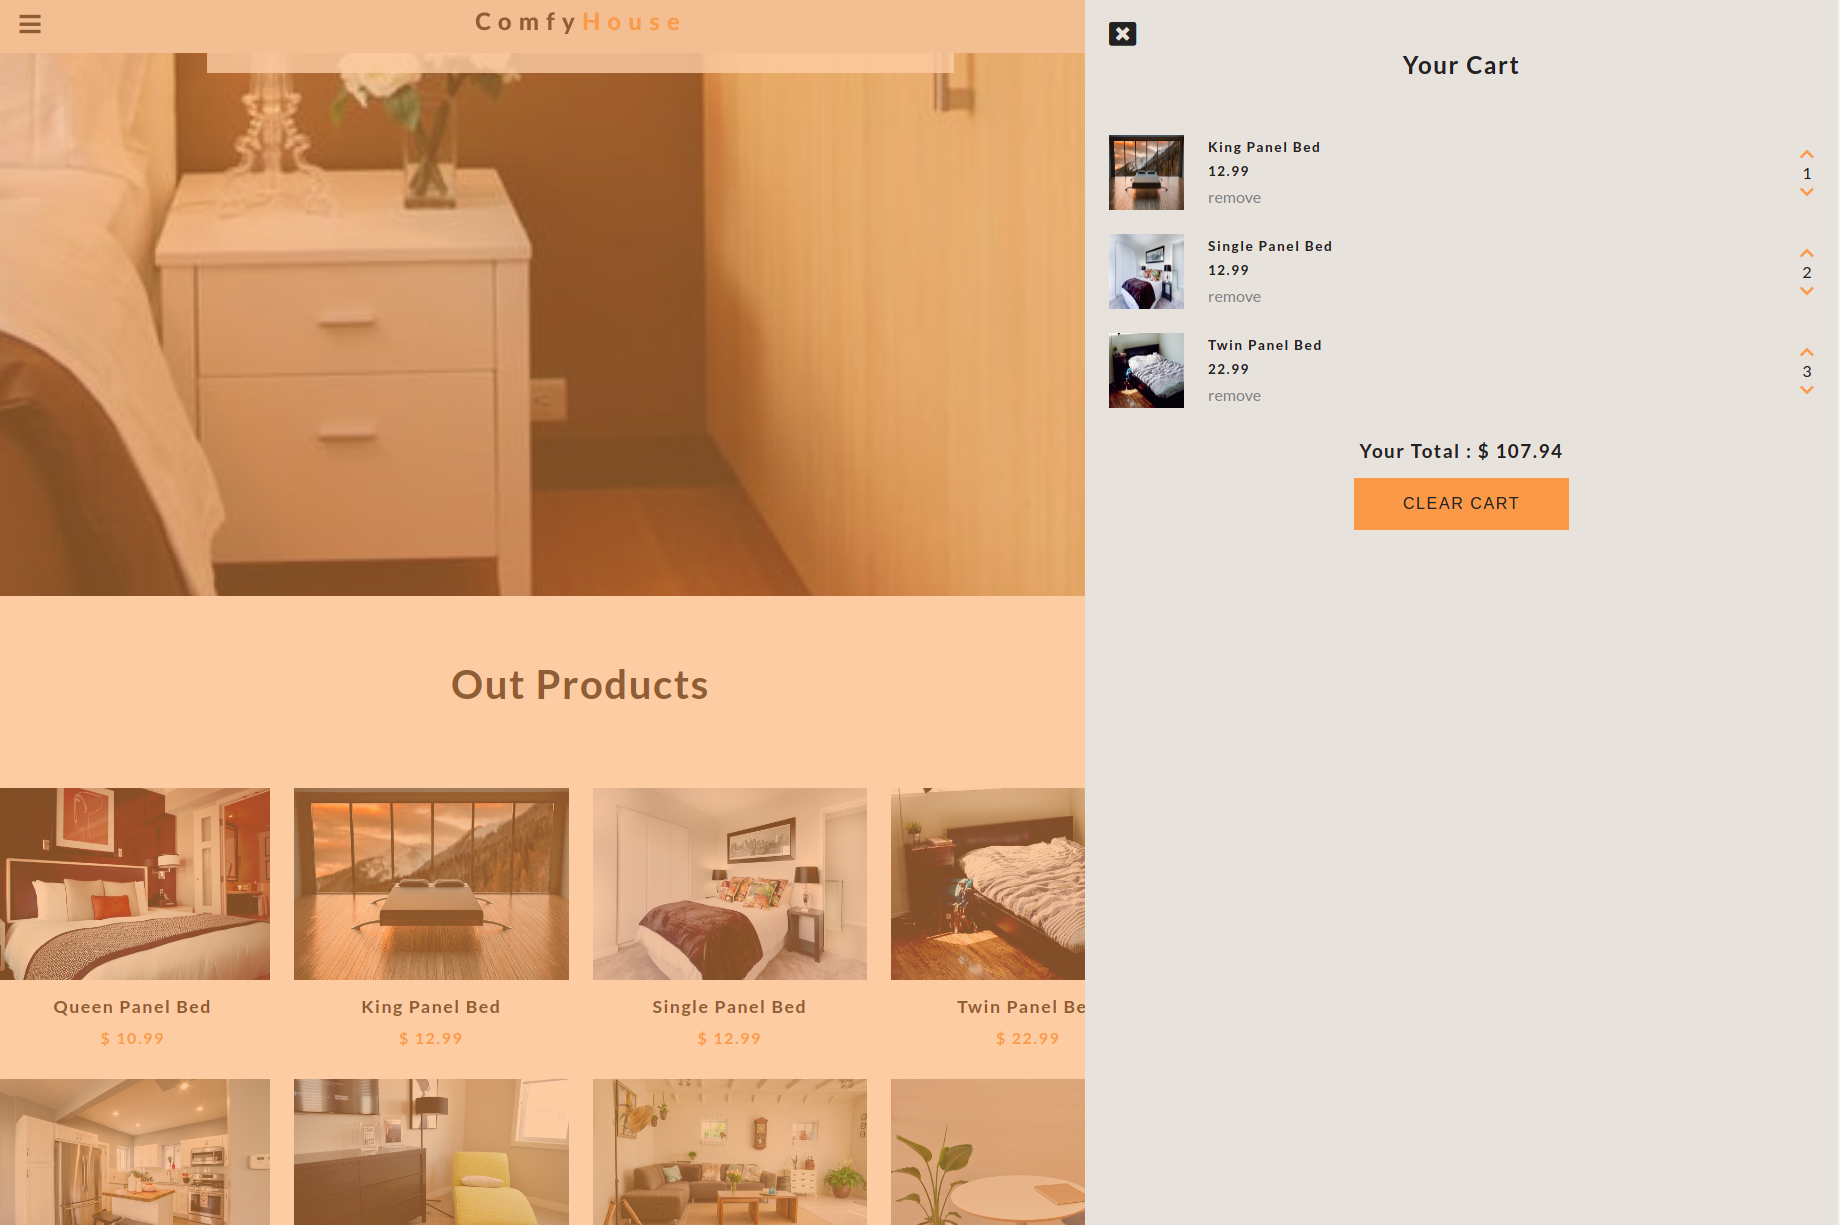 ComfyHouse
Out Products
Queen Panel Bed
$ 10.99
King Panel Bed
$ 12.99
Single Panel Bed
$ 12.99
Twin Panel Be
$ 22.99
Your Cart
King Panel Bed
12.99
remove
1
Single Panel Bed
12.99
remove
2
Twin Panel Bed
22.99
remove
3
Your Total : $ 107.94
CLEAR CART